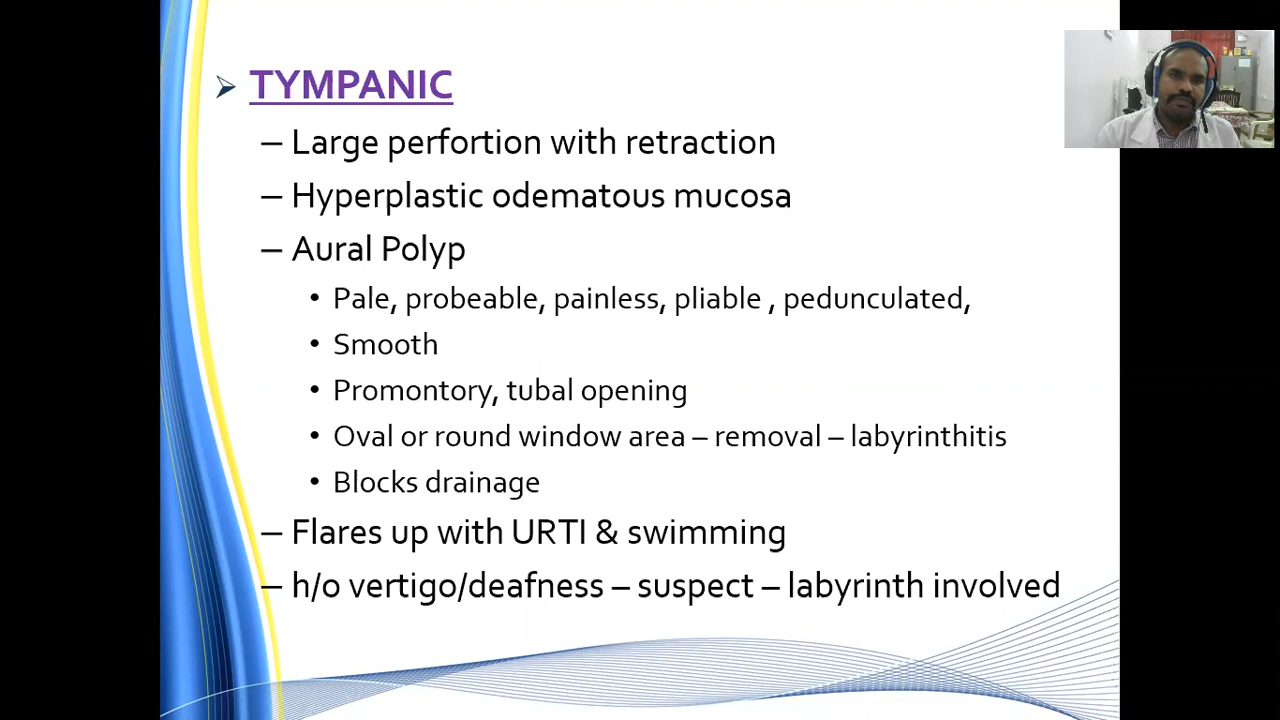 ➢ TYMPANIC
– Large perfortion with retraction
– Hyperplastic odematous mucosa
– Aural Polyp
• Pale, probeable, painless, pliable , pedunculated,
• Smooth
• Promontory, tubal opening
• Oval or round window area – removal – labyrinthitis
• Blocks drainage
– Flares up with URTI & swimming
– h/o vertigo/deafness – suspect – labyrinth involved